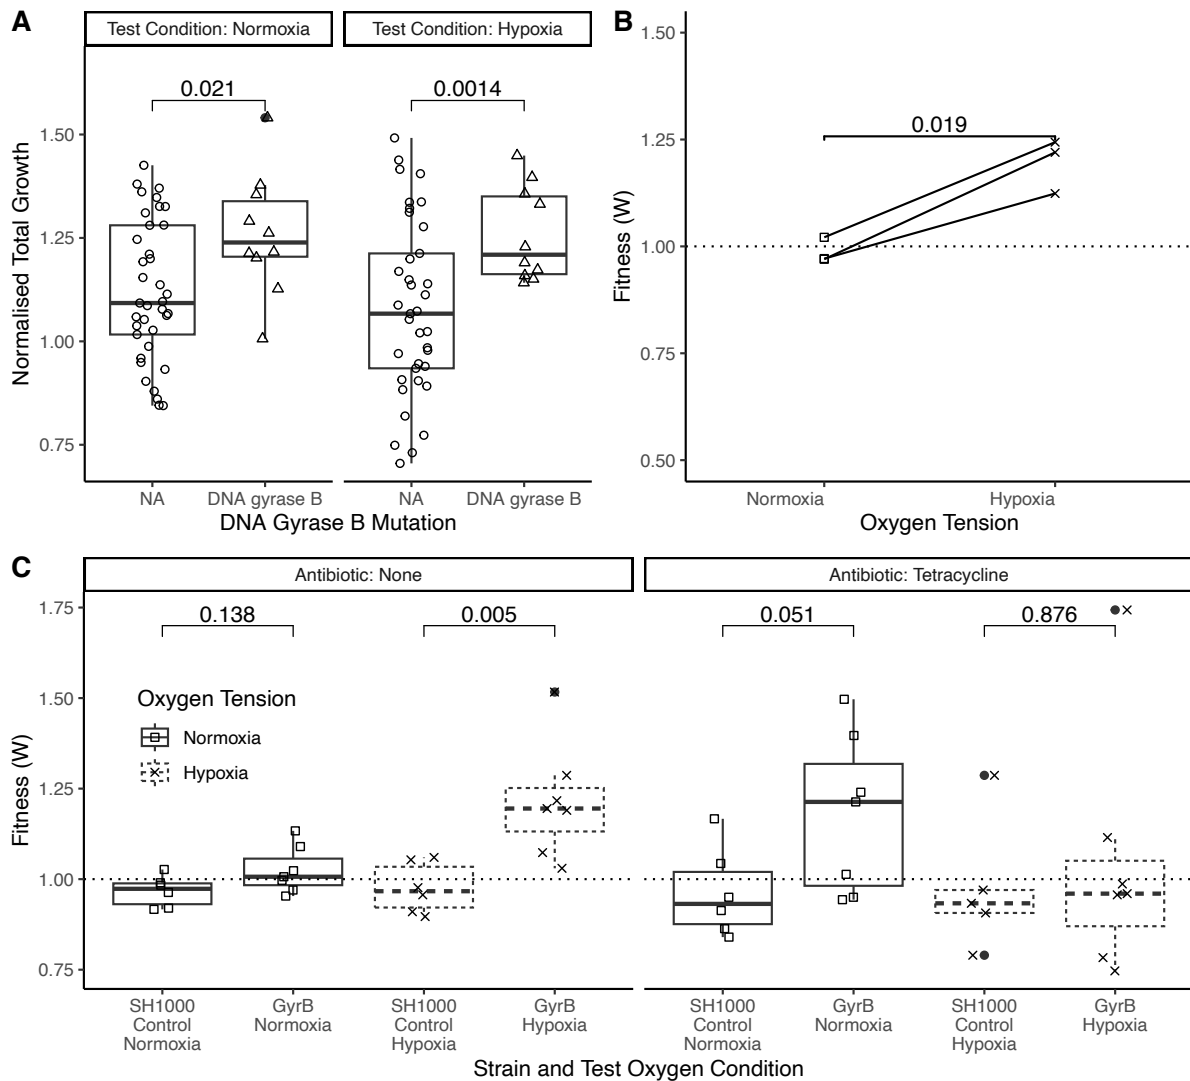 A
Test Condition: Normoxia
Test Condition: Hypoxia
0.021
0.0014
1.50
1.25
1.00
0.75
Normalised Total Growth
NA
DNA gyrase B
NA
DNA gyrase B
DNA Gyrase B Mutation
B
1.50
1.25
1.00
0.75
0.50
Fitness (W)
0.019
Normoxia
Hypoxia
Oxygen Tension
C
Antibiotic: None
Antibiotic: Tetracycline
1.75
1.50
1.25
1.00
0.75
Fitness (W)
0.138
0.005
0.051
0.876
Oxygen Tension
Normoxia
Hypoxia
SH1000
Control
Normoxia
GyrB
Normoxia
SH1000
Control
Hypoxia
GyrB
Hypoxia
SH1000
Control
Normoxia
GyrB
Normoxia
SH1000
Control
Hypoxia
GyrB
Hypoxia
Strain and Test Oxygen Condition